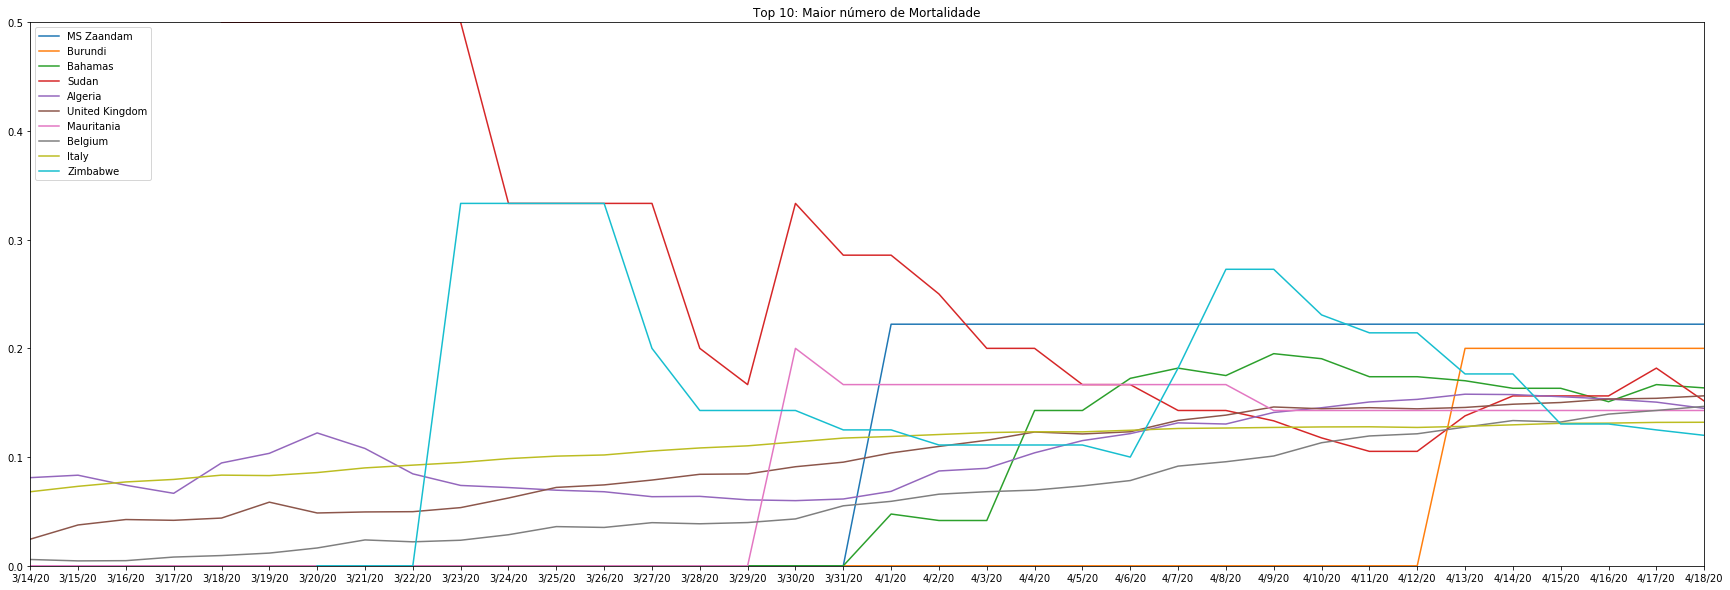 Top 10: Maior número de Mortalidade
0.5
0.4
0.3
0.2
0.1
0.0
MS Zaandam
Burundi
Bahamas
Sudan
Algeria
United Kingdom
Mauritania
Belgium
Italy
Zimbabwe
3/14/20 3/15/20 3/16/20 3/17/20 3/18/20 3/19/20 3/20/20 3/21/20 3/22/20 3/23/20 3/24/20 3/25/20 3/26/20 3/27/20 3/28/20 3/29/20 3/30/20 3/31/20 4/1/20 4/2/20 4/3/20 4/4/20 4/5/20 4/6/20 4/7/20 4/8/20 4/9/20 4/10/20 4/11/20 4/12/20 4/13/20 4/14/20 4/15/20 4/16/20 4/17/20 4/18/20